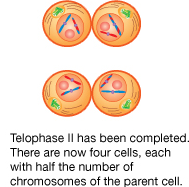 Telophase II has been completed.
There are now four cells, each
with half the number of
chromosomes of the parent cell.